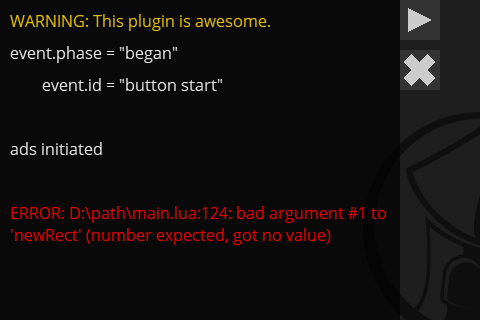 WARNING: This plugin is awesome.
event.phase = "began"
event.id = "button start"
ads initiated
ERROR: D:\path\main.lua:124: bad argument #1 to
'newRect' (number expected, got no value)